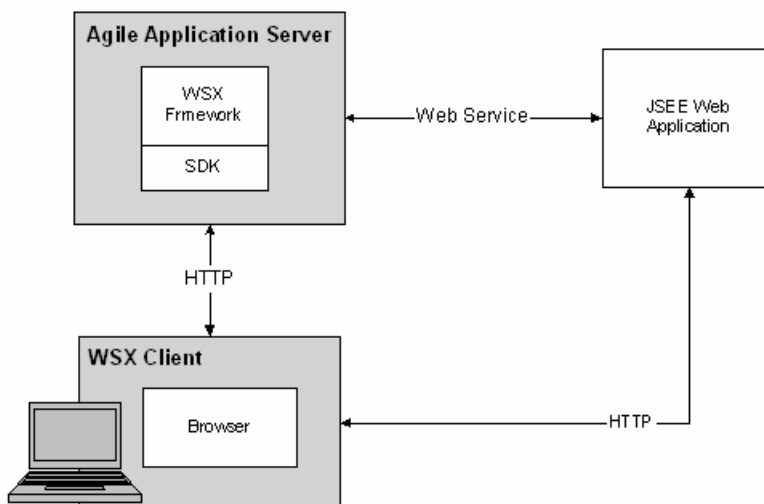 Agile Application Server
WSX
Frmework
SDK
Web Service
JSEE Web
Application
HTTP
WSX Client
Browser
HTTP